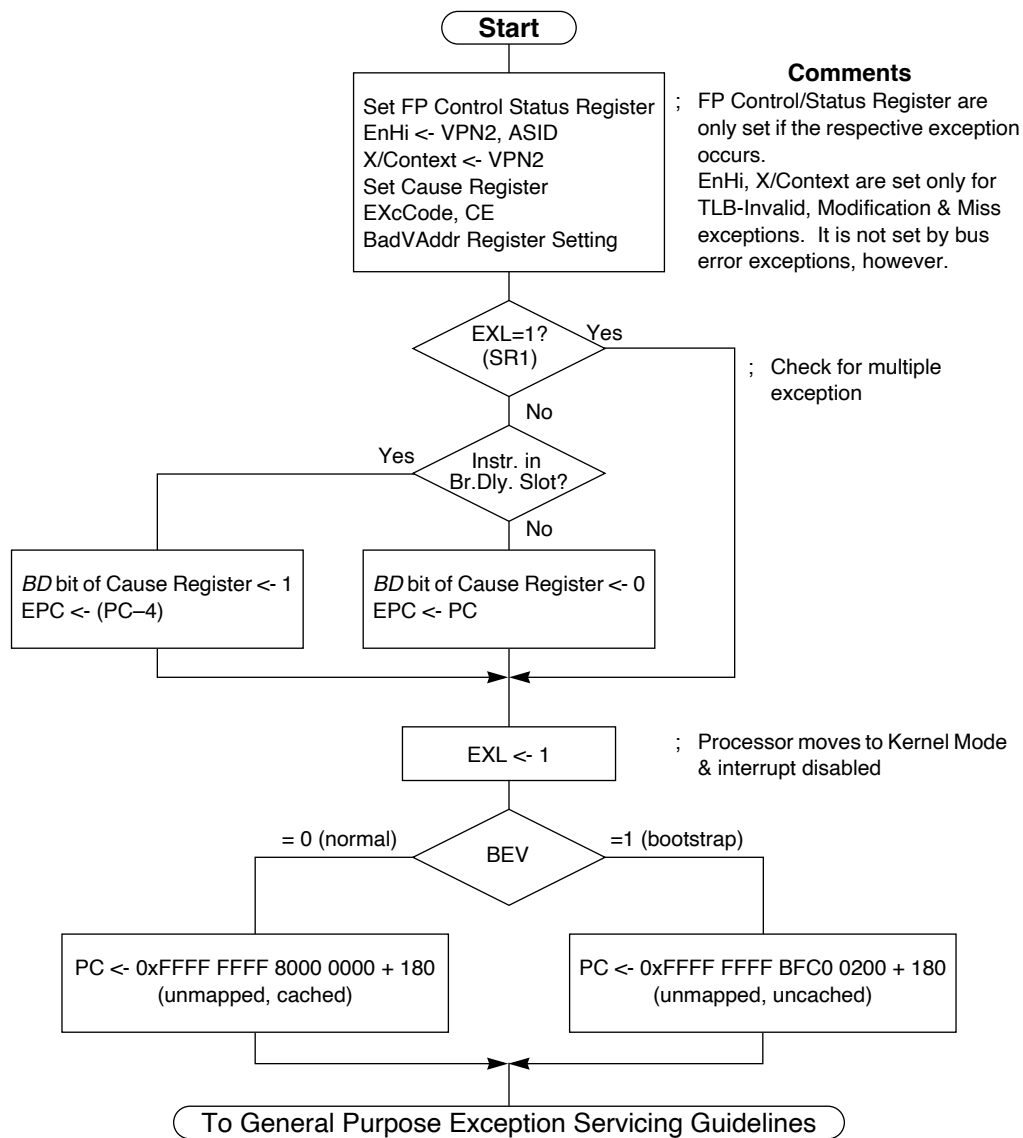 Start
Comments
Set FP Control Status Register
EnHi <- VPN2, ASID
X/Context <- VPN2
Set Cause Register
EXcCode, CE
BadVAddr Register Setting
; FP Control/Status Register are
only set if the respective exception
occurs.
EnHi, X/Context are set only for
TLB-Invalid, Modification & Miss
exceptions. It is not set by bus
error exceptions, however.
EXL=1?
(SR1)
Yes
; Check for multiple
exception
No
Instr. in
Br.Dly. Slot?
Yes
No
BD bit of Cause Register <- 1
EPC <- (PC–4)
BD bit of Cause Register <- 0
EPC <- PC
EXL <- 1
; Processor moves to Kernel Mode
& interrupt disabled
= 0 (normal)
BEV
=1 (bootstrap)
PC <- 0xFFFF FFFF 8000 0000 + 180
(unmapped, cached)
PC <- 0xFFFF FFFF BFC0 0200 + 180
(unmapped, uncached)
To General Purpose Exception Servicing Guidelines